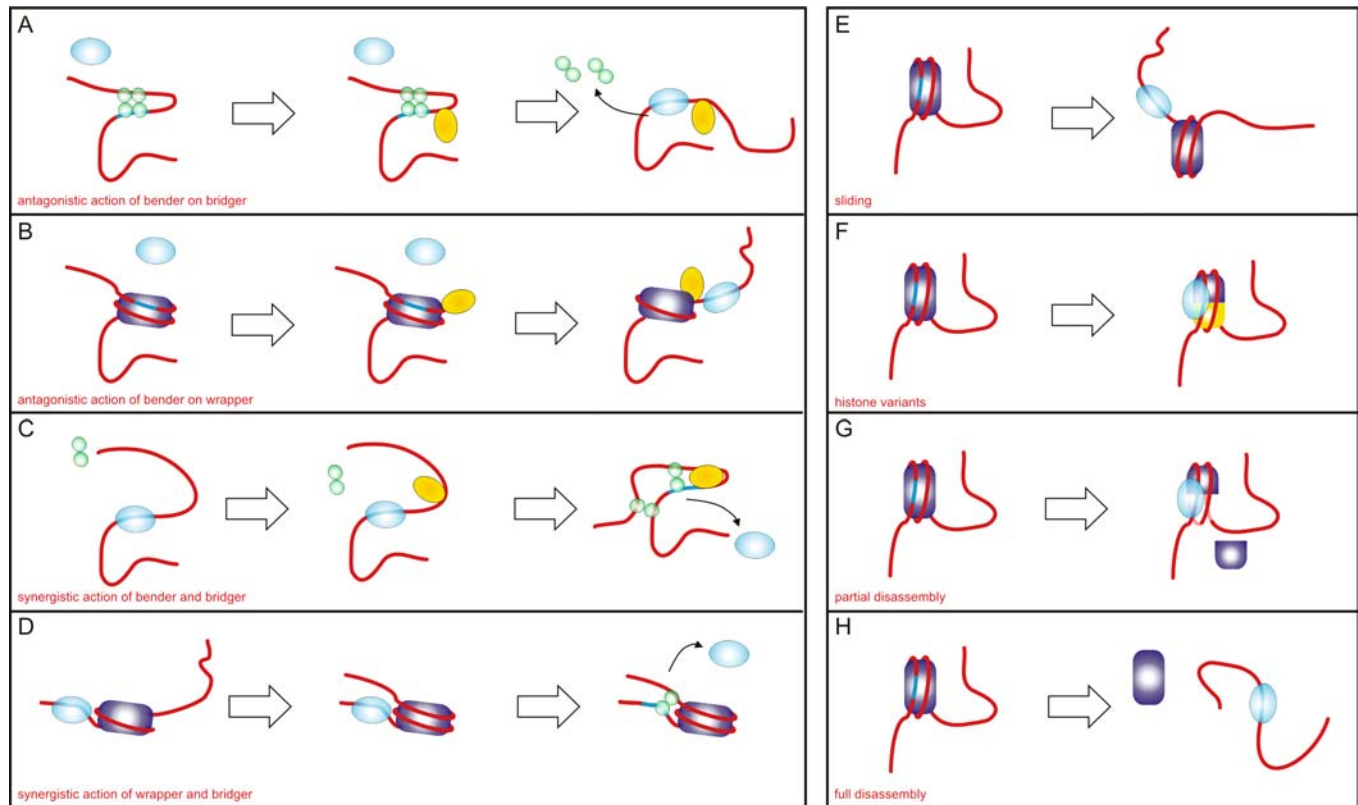 A
antagonistic action of bender on bridger
B
antagonistic action of bender on wrapper
C
synergistic action of bender and bridger
D
synergistic action of wrapper and bridger
E
sliding
F
histone variants
G
partial disassembly
H
full disassembly